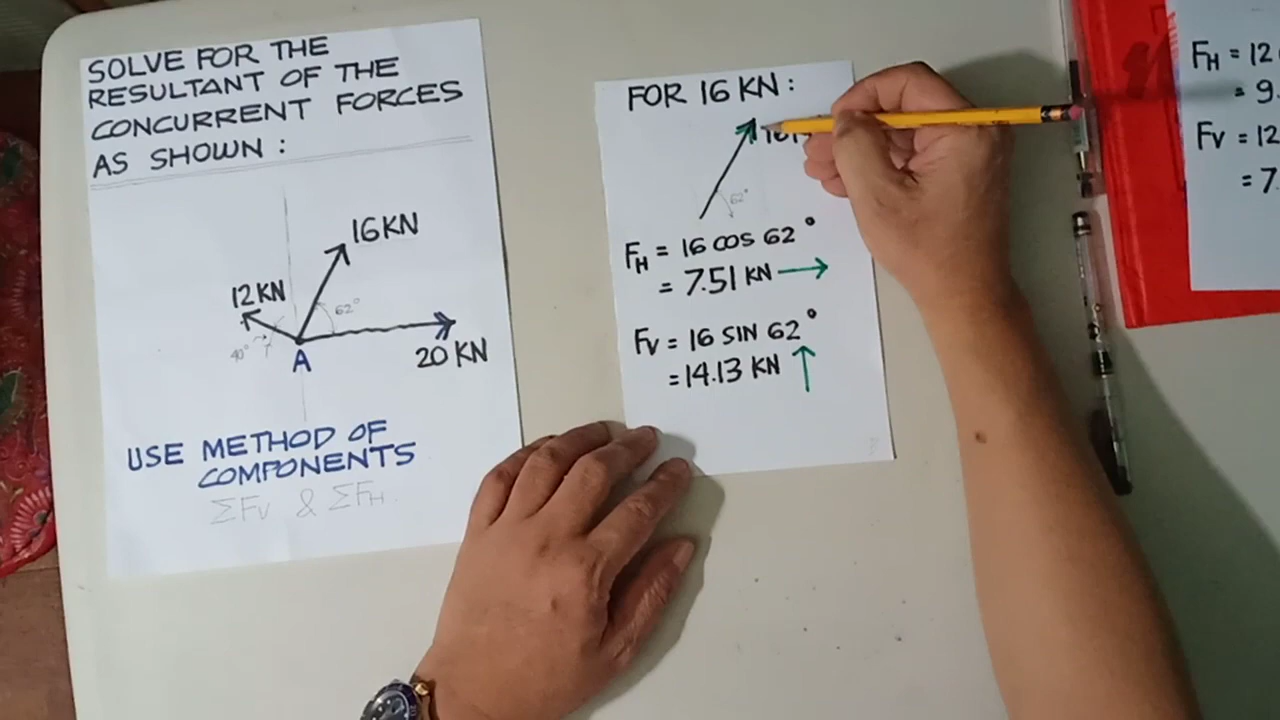 SOLVE FOR THE
RESULTANT OF THE
CONCURRENT FORCES
AS SHOWN :
16KN
12KN
62°
40°
A
20 KN
USE METHOD OF
COMPONENTS
ΣFV & ΣFH
FOR 16 KN :
62°
FH = 16 COS 62°
= 7.51 KN →
FV = 16 SIN 62°
= 14.13 KN ↑
FH = 12
= 9.
FV = 12
= 7.